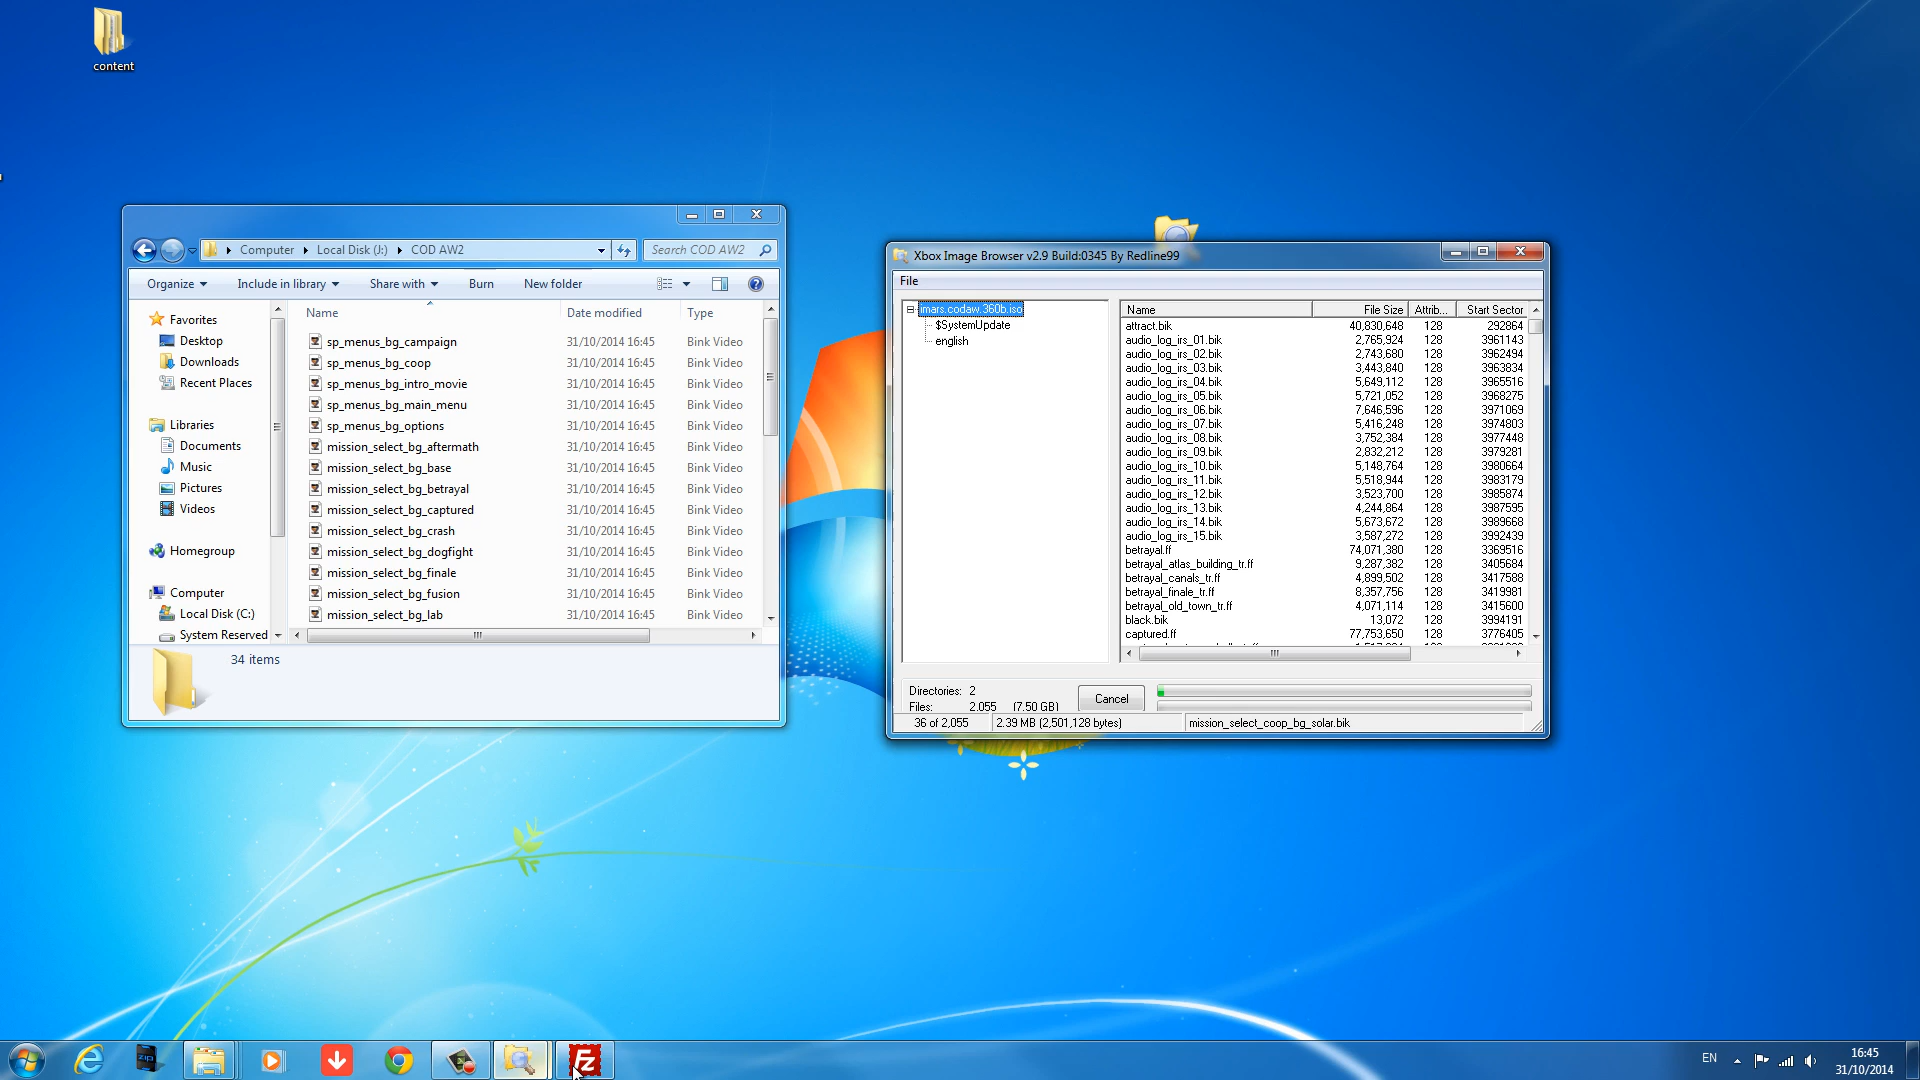 content
Computer Local Disk (J:) COD AW2
Search COD AW2
Organize Include in library Share with Burn New folder
Name Date modified Type
Favorites
Desktop
Downloads
Recent Places
Libraries
Documents
Music
Pictures
Videos
Homegroup
Computer
Local Disk (C:)
System Reserved
sp_menus_bg_campaign 31/10/2014 16:45 Bink Video
sp_menus_bg_coop 31/10/2014 16:45 Bink Video
sp_menus_bg_intro_movie 31/10/2014 16:45 Bink Video
sp_menus_bg_main_menu 31/10/2014 16:45 Bink Video
sp_menus_bg_options 31/10/2014 16:45 Bink Video
mission_select_bg_aftermath 31/10/2014 16:45 Bink Video
mission_select_bg_base 31/10/2014 16:45 Bink Video
mission_select_bg_betrayal 31/10/2014 16:45 Bink Video
mission_select_bg_captured 31/10/2014 16:45 Bink Video
mission_select_bg_crash 31/10/2014 16:45 Bink Video
mission_select_bg_dogfight 31/10/2014 16:45 Bink Video
mission_select_bg_finale 31/10/2014 16:45 Bink Video
mission_select_bg_fusion 31/10/2014 16:45 Bink Video
mission_select_bg_lab 31/10/2014 16:45 Bink Video
34 items
Xbox Image Browser v2.9 Build:0345 By Redline99
File
imars.codaw.360b.iso
$SystemUpdate
english
Name File Size Attrib... Start Sector
attract.bik 40,830,648 128 292864
audio_log_irs_01.bik 2,765,924 128 3961143
audio_log_irs_02.bik 2,743,680 128 3962494
audio_log_irs_03.bik 3,443,840 128 3963834
audio_log_irs_04.bik 5,649,112 128 3965516
audio_log_irs_05.bik 5,721,052 128 3968275
audio_log_irs_06.bik 7,646,596 128 3971069
audio_log_irs_07.bik 5,416,248 128 3974803
audio_log_irs_08.bik 3,752,384 128 3977448
audio_log_irs_09.bik 2,832,212 128 3979281
audio_log_irs_10.bik 5,148,764 128 3980664
audio_log_irs_11.bik 5,518,944 128 3983179
audio_log_irs_12.bik 3,523,700 128 3985874
audio_log_irs_13.bik 4,244,864 128 3987595
audio_log_irs_14.bik 5,673,672 128 3989668
audio_log_irs_15.bik 3,587,272 128 3992439
betrayal.ff 74,071,380 128 3369516
betrayal_atlas_building_tr.ff 9,287,382 128 3405684
betrayal_canals_tr.ff 4,899,502 128 3417588
betrayal_finale_tr.ff 8,357,756 128 3419981
betrayal_old_town_tr.ff 4,071,114 128 3415600
black.bik 13,072 128 3994191
captured.ff 77,753,650 128 3776405
Directories: 2
Files: 2,055 (7.50 GB)
Cancel
36 of 2,055 2.39 MB (2,501,128 bytes) mission_select_coop_bg_solar.bik
ZIP
Fz
EN
16:45
31/10/2014